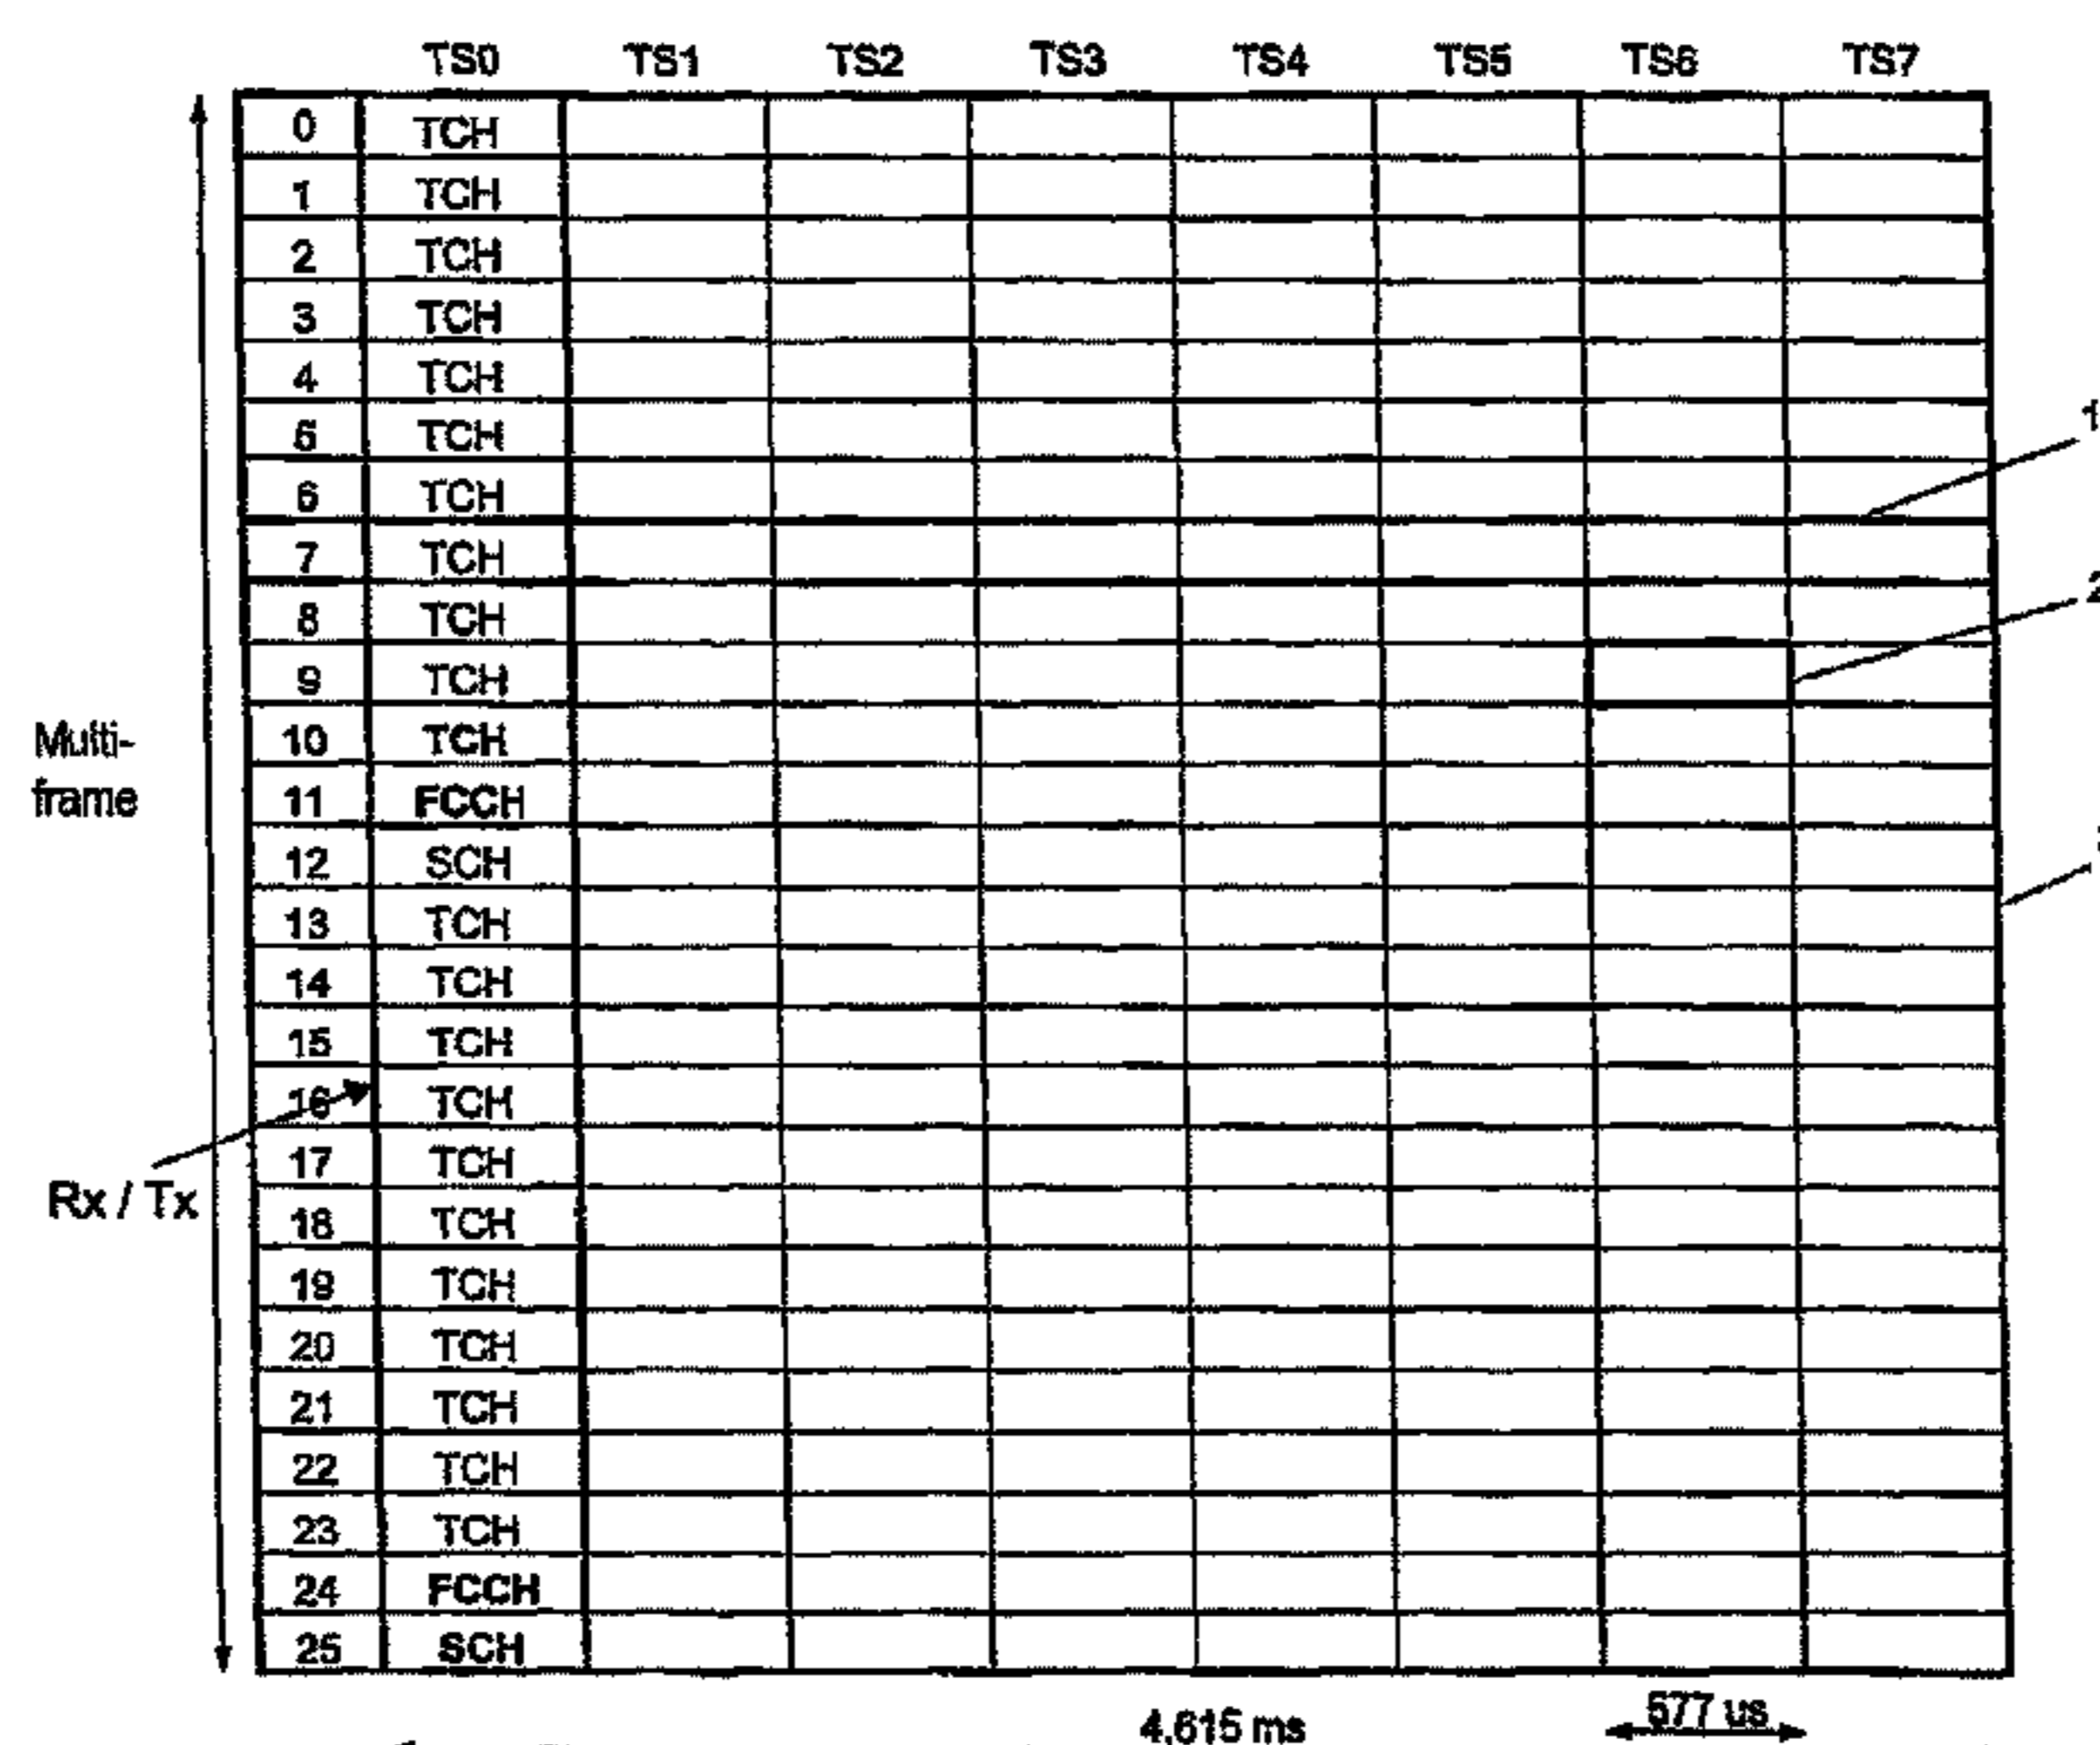 TS0 TS1 TS2 TS3 TS4 TS5 TS6 TS7
0 TCH
1 TCH
2 TCH
3 TCH
4 TCH
5 TCH
1
6 TCH
7 TCH
2
8 TCH
9 TCH
10 TCH
Multi-
frame
11 FCCH
12 SCH
13 TCH
14 TCH
15 TCH
16 TCH
17 TCH
Rx / Tx
18 TCH
19 TCH
20 TCH
21 TCH
22 TCH
23 TCH
24 FCCH
25 SCH
4,615 ms
577 us